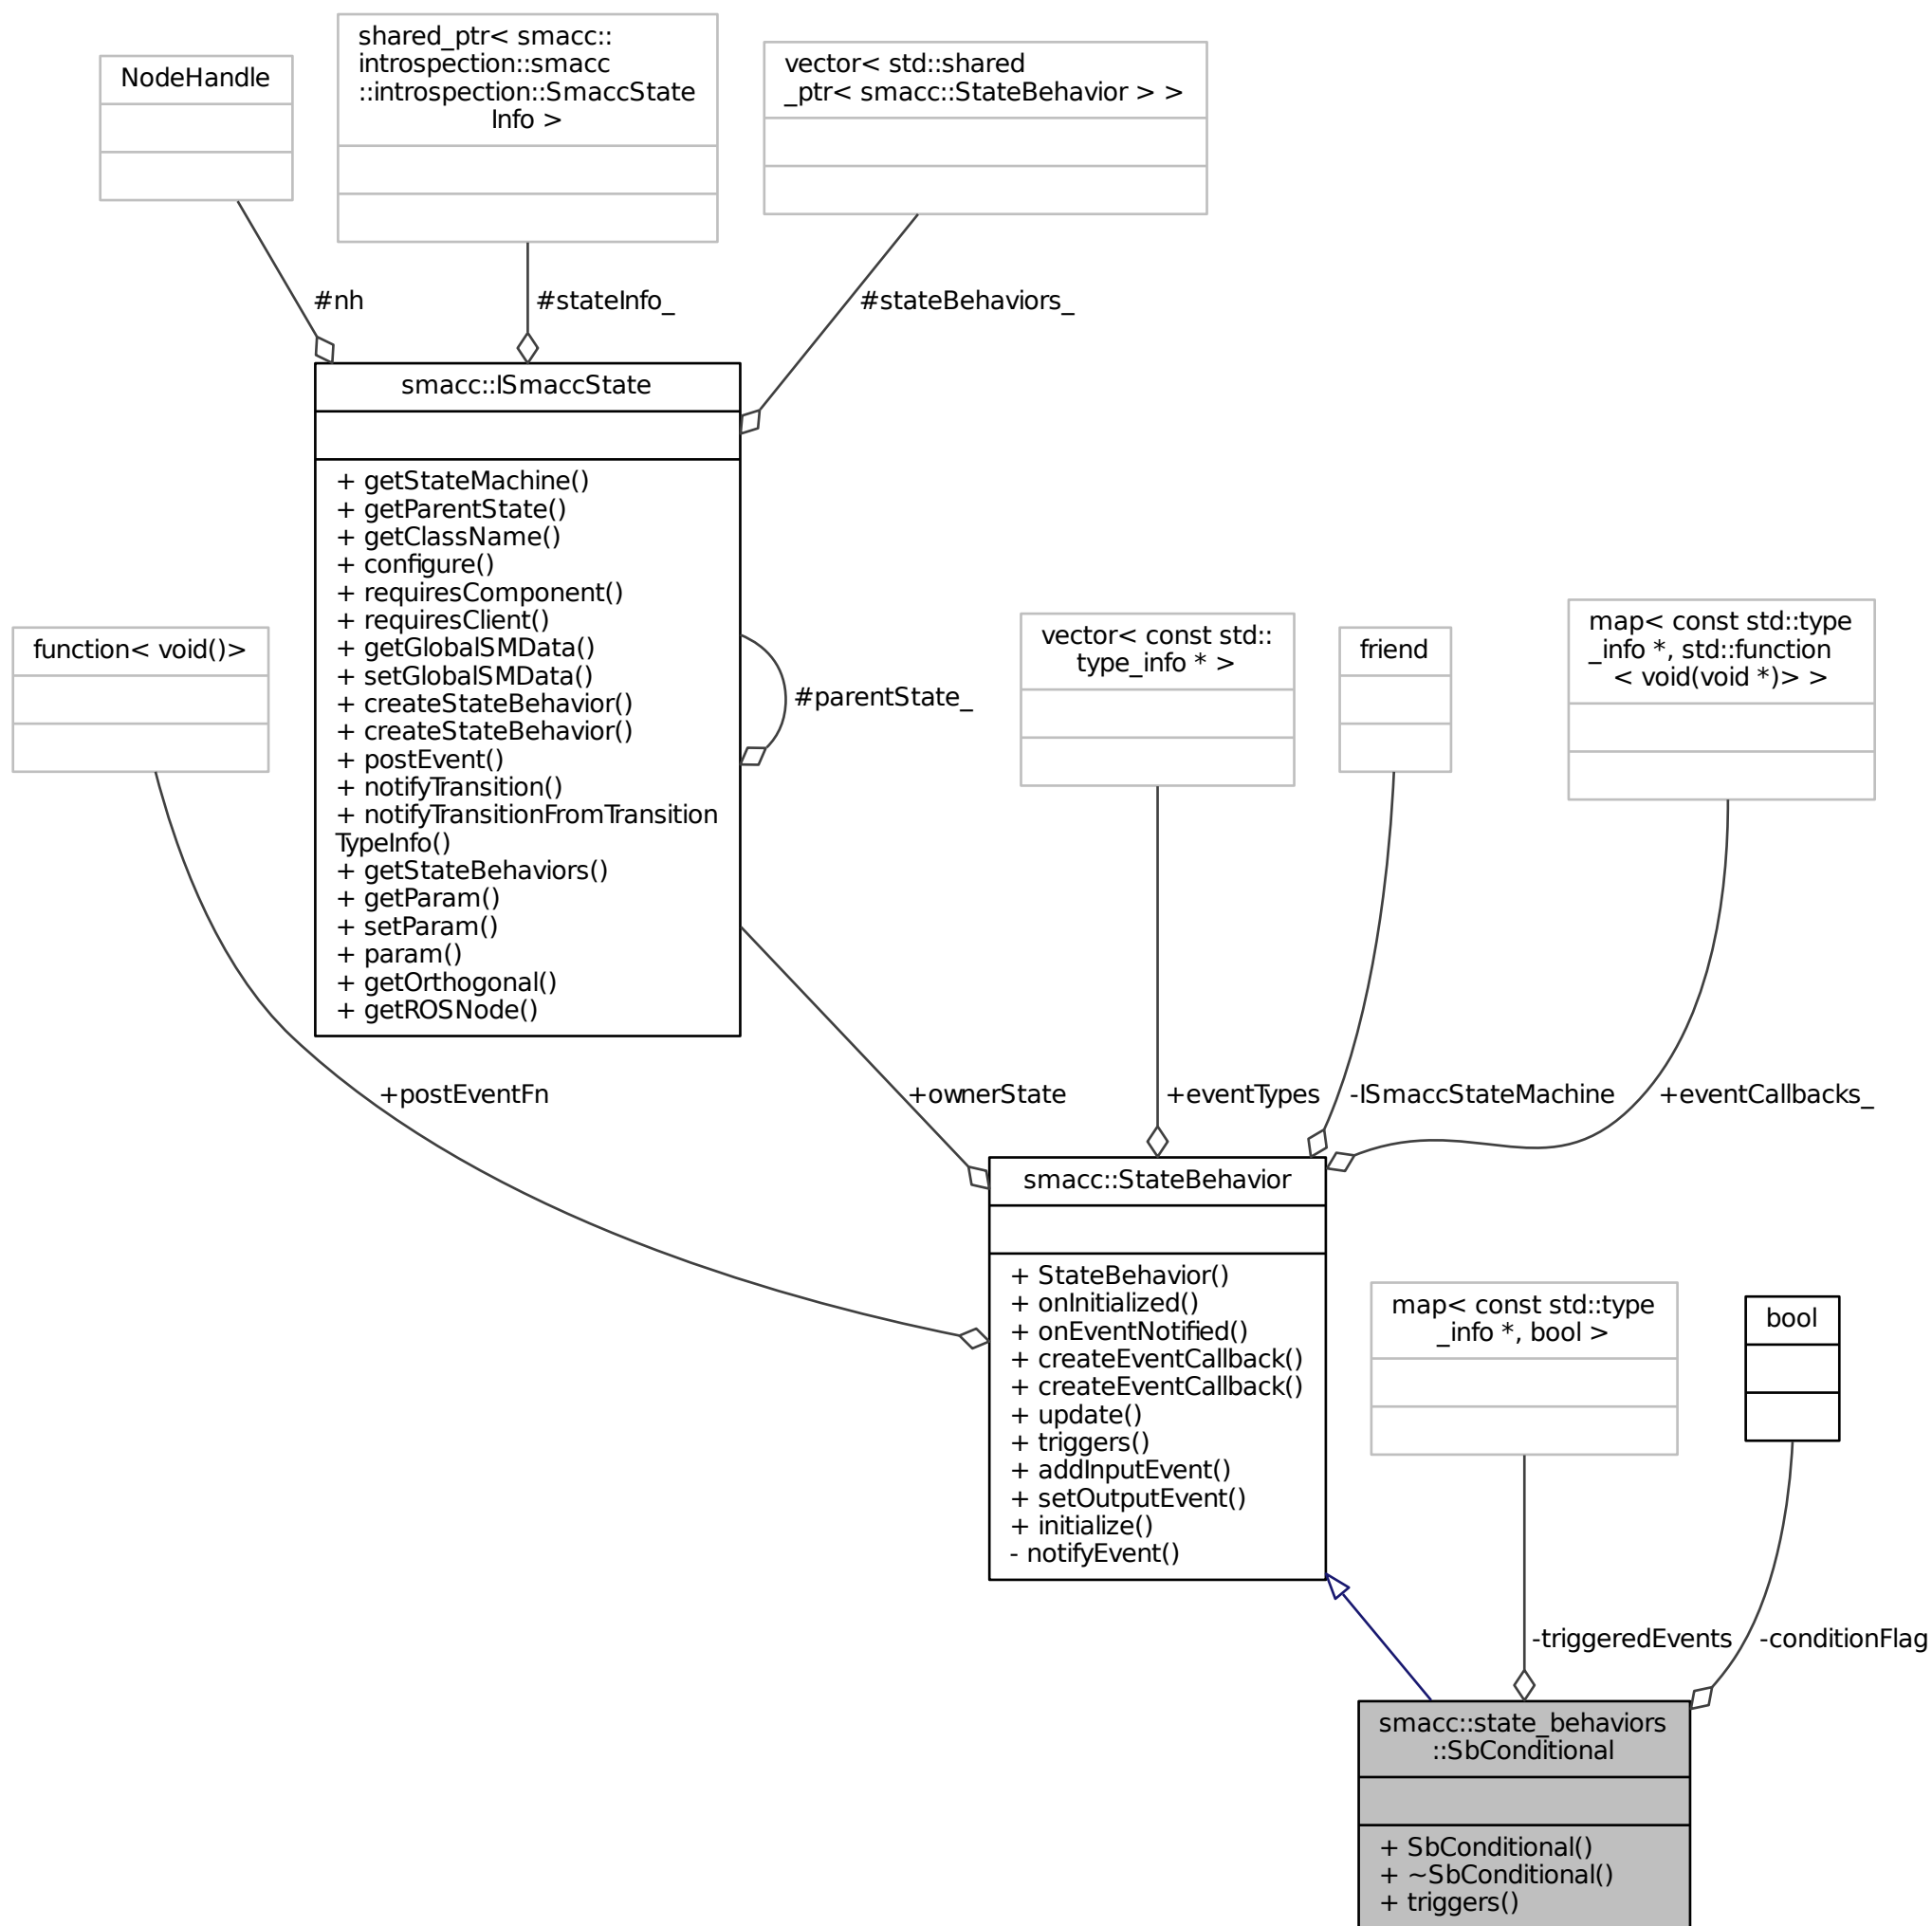 shared_ptr< smacc::
introspection::smacc
::introspection::SmaccState
Info >
NodeHandle
vector< std::shared
_ptr< smacc::StateBehavior > >
#nh
#stateInfo_
#stateBehaviors_
smacc::ISmaccState
+ getStateMachine()
+ getParentState()
+ getClassName()
+ configure()
+ requiresComponent()
+ requiresClient()
+ getGlobalSMData()
+ setGlobalSMData()
+ createStateBehavior()
+ createStateBehavior()
+ postEvent()
+ notifyTransition()
+ notifyTransitionFromTransition
TypeInfo()
+ getStateBehaviors()
+ getParam()
+ setParam()
+ param()
+ getOrthogonal()
+ getROSNode()
function< void()>
#parentState_
vector< const std::
type_info * >
friend
map< const std::type
_info *, std::function
< void(void *)> >
+postEventFn
+ownerState
+eventTypes
-ISmaccStateMachine
+eventCallbacks_
smacc::StateBehavior
+ StateBehavior()
+ onInitialized()
+ onEventNotified()
+ createEventCallback()
+ createEventCallback()
+ update()
+ triggers()
+ addInputEvent()
+ setOutputEvent()
+ initialize()
- notifyEvent()
map< const std::type
_info *, bool >
bool
-triggeredEvents
-conditionFlag
smacc::state_behaviors
::SbConditional
+ SbConditional()
+ ~SbConditional()
+ triggers()